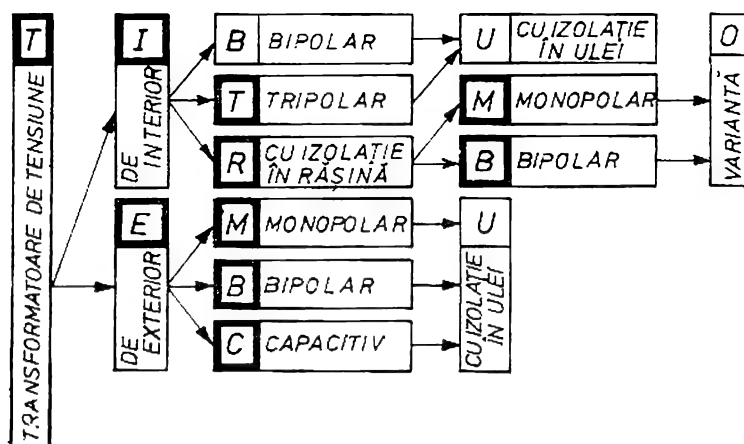 T
TRANSFORMATOARE DE TENSIUNE
I
DE
INTERIOR
B BIPOLAR
T TRIPOLAR
R CU IZOLAȚIE
ÎN RĂȘINĂ
U CU IZOLAȚIE
ÎN ULEI
M MONOPOLAR
B BIPOLAR
O
VARIANTĂ
E
DE
EXTERIOR
M MONOPOLAR
B BIPOLAR
C CAPACITIV
U
CU IZOLAȚIE
ÎN ULEI